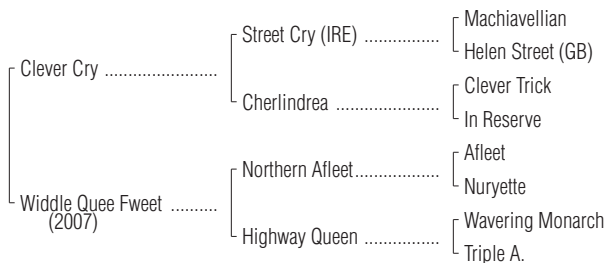 Machiavellian
Street Cry (IRE) ................
Helen Street (GB)
Clever Cry ........................
Clever Trick
Cherlindrea ......................
In Reserve
Afleet
Northern Afleet..................
Nuryette
Widdle Quee Fweet ..........
(2007)
Wavering Monarch
Highway Queen ................
Triple A.